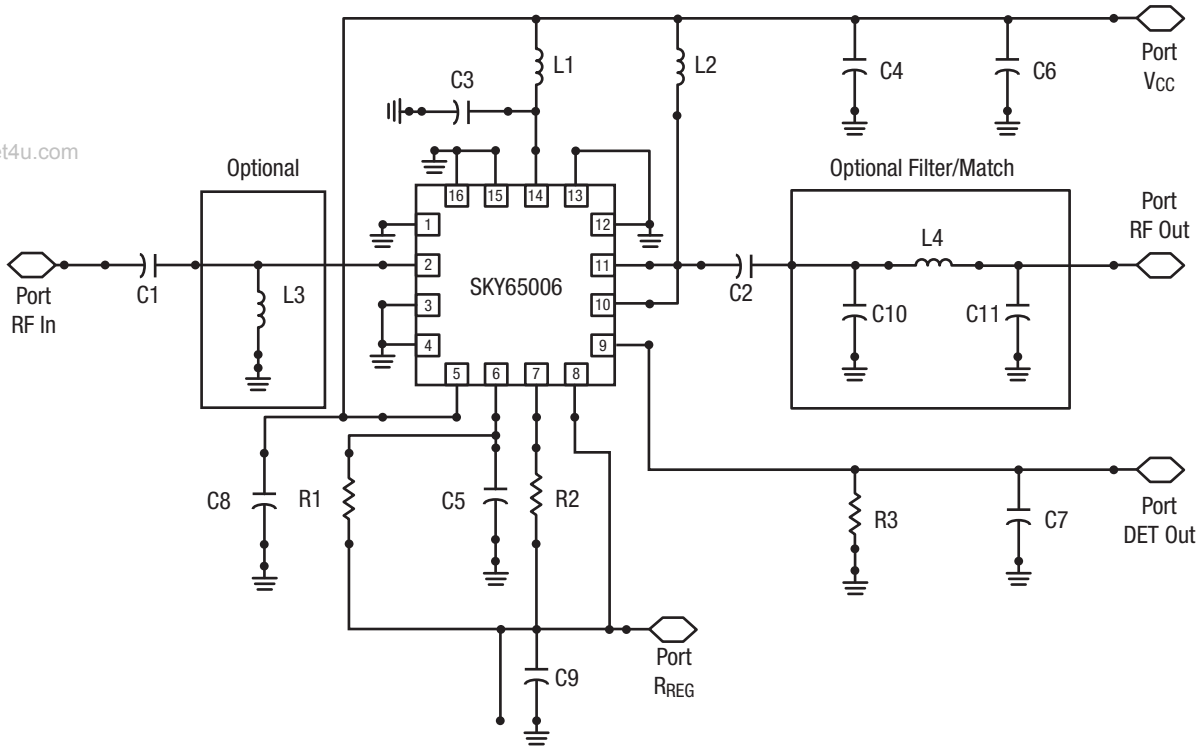 Port
VCC
L1
L2
C3
C4
C6
et4u.com
Optional
Optional Filter/Match
16
15
14
13
Port
RF Out
1
12
L4
2
11
C1
L3
SKY65006
C2
Port
RF In
3
10
C10
C11
4
9
5
6
7
8
C8
R1
C5
R2
R3
C7
Port
DET Out
Port
RREG
C9